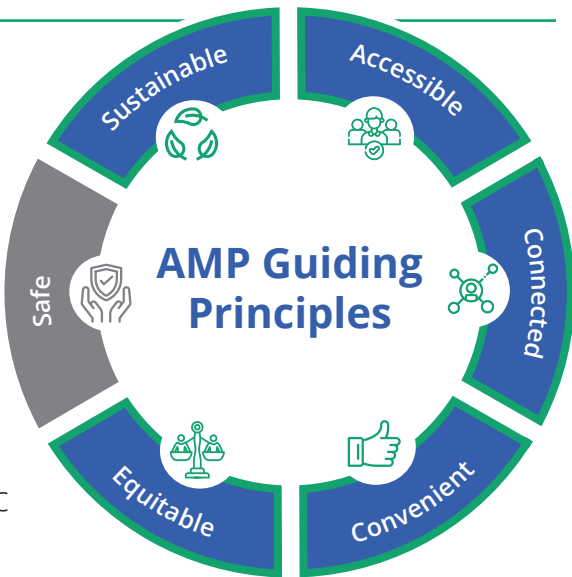 Sustainable
Accessible
Connected
Convenient
Equitable
Safe
AMP Guiding
Principles
C